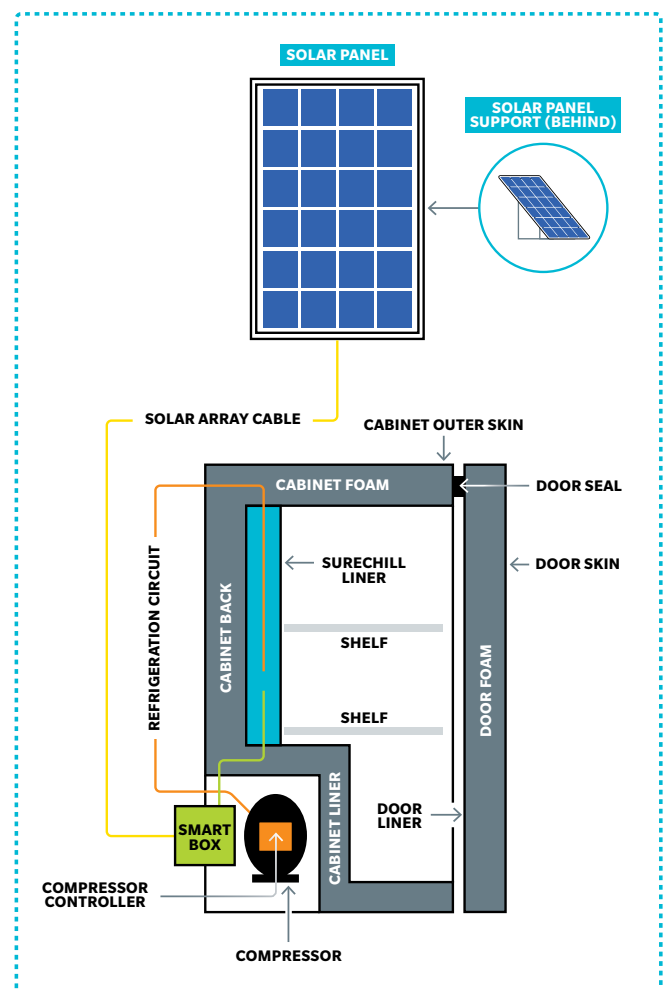 SOLAR PANEL
SOLAR PANEL
SUPPORT (BEHIND)
SOLAR ARRAY CABLE
CABINET OUTER SKIN
CABINET FOAM
DOOR SEAL
SURECHILL
LINER
DOOR SKIN
REFRIGERATION CIRCUIT
CABINET BACK
SHELF
DOOR FOAM
SHELF
CABINET LINER
DOOR
LINER
SMART
BOX
COMPRESSOR
CONTROLLER
COMPRESSOR